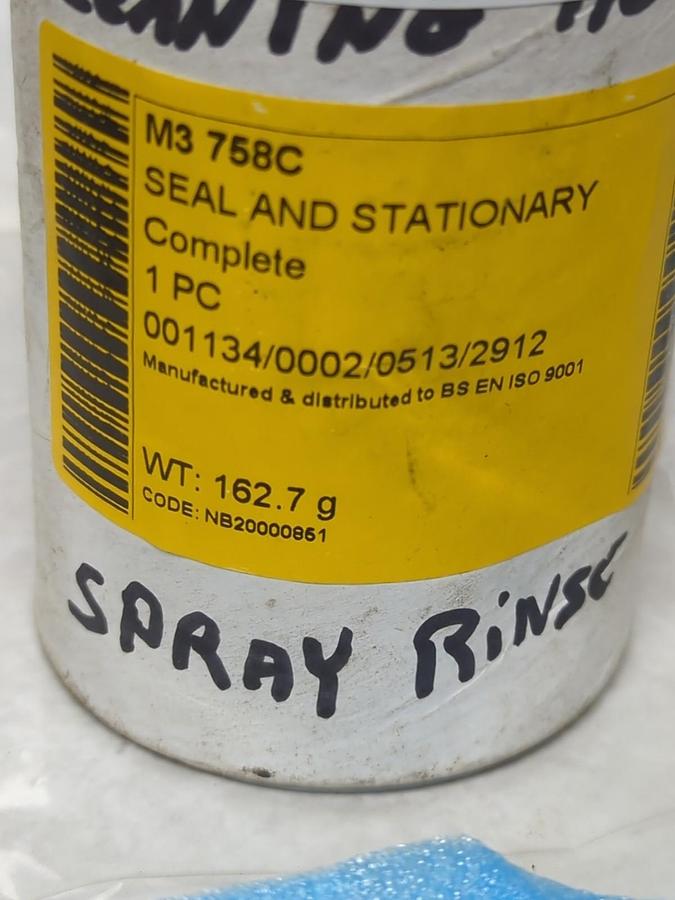 M3 758C
SEAL AND STATIONARY
Complete
1 PC
001134/0002/0513/2912
Manufactured & distributed to BS EN ISO 9001
WT: 162.7 g
CODE: NB20000851
SPRAY RiNSE